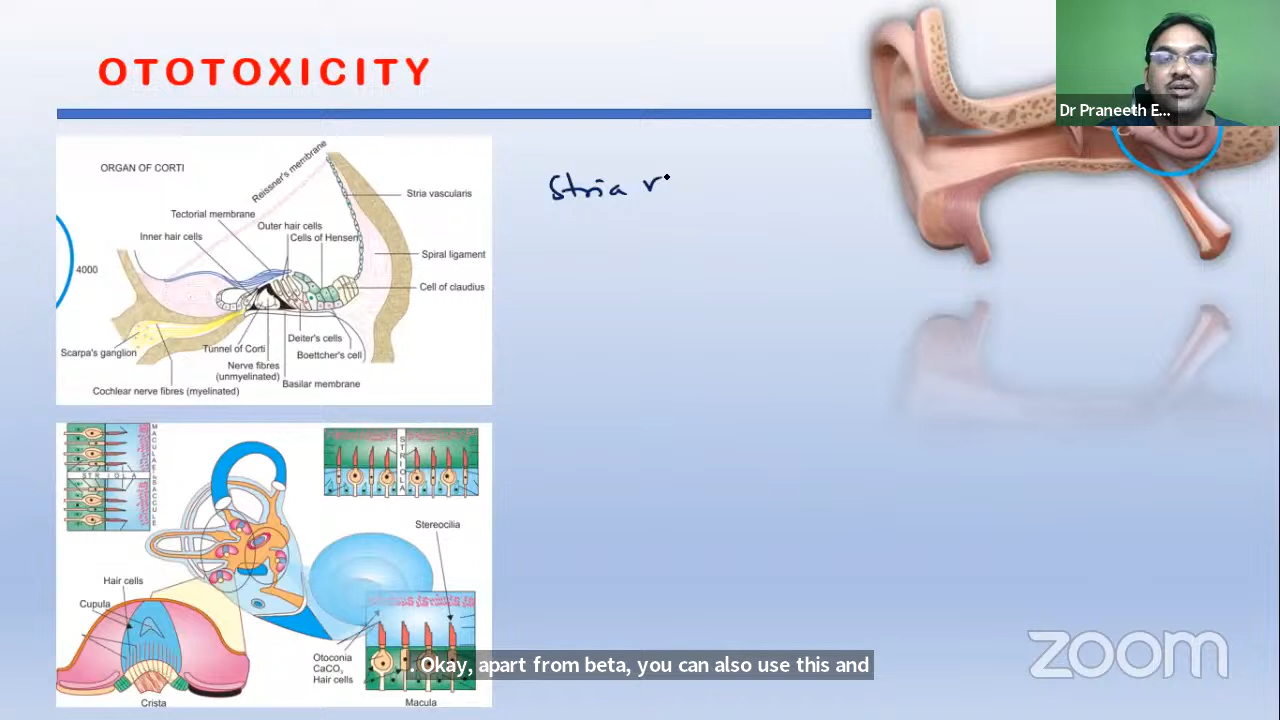 OTOTOXICITY
Dr Praneeth E...
ORGAN OF CORTI
Reissner's membrane
Stria vascularis
Tectorial membrane
Outer hair cells
Inner hair cells
Cells of Hensen
Spiral ligament
4000
Cell of claudius
Scarpa's ganglion
Tunnel of Corti
Deiter's cells
Boettcher's cell
Nerve fibres
(unmyelinated)
Basilar membrane
Cochlear nerve fibres (myelinated)
Stria v
STRIOLA
STRIOLA
Stereocilia
Hair cells
Cupula
Otoconia
CaCO3
Hair cells
Crista
Macula
. Okay, apart from beta, you can also use this and
zoom